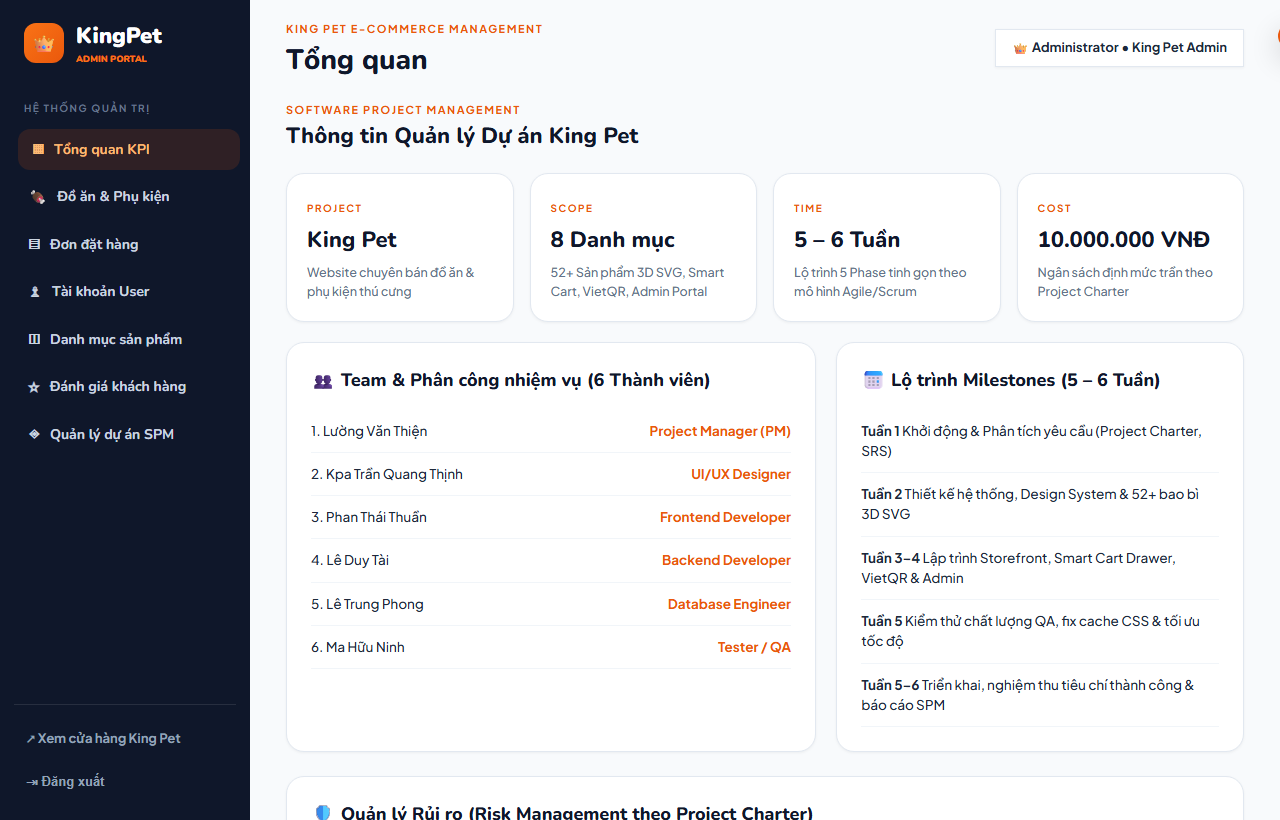 KingPet
ADMIN PORTAL
HỆ THỐNG QUẢN TRỊ
Tổng quan KPI
Đồ ăn & Phụ kiện
Đơn đặt hàng
Tài khoản User
Danh mục sản phẩm
Đánh giá khách hàng
Quản lý dự án SPM
↗ Xem cửa hàng King Pet
⇥ Đăng xuất
KING PET E-COMMERCE MANAGEMENT
Tổng quan
Administrator • King Pet Admin
SOFTWARE PROJECT MANAGEMENT
Thông tin Quản lý Dự án King Pet
PROJECT
King Pet
Website chuyên bán đồ ăn &
phụ kiện thú cưng
SCOPE
8 Danh mục
52+ Sản phẩm 3D SVG, Smart
Cart, VietQR, Admin Portal
TIME
5 – 6 Tuần
Lộ trình 5 Phase tinh gọn theo
mô hình Agile/Scrum
COST
10.000.000 VNĐ
Ngân sách định mức trần theo
Project Charter
Team & Phân công nhiệm vụ (6 Thành viên)
1. Lường Văn Thiện Project Manager (PM)
2. Kpa Trần Quang Thịnh UI/UX Designer
3. Phan Thái Thuần Frontend Developer
4. Lê Duy Tài Backend Developer
5. Lê Trung Phong Database Engineer
6. Ma Hữu Ninh Tester / QA
Lộ trình Milestones (5 – 6 Tuần)
Tuần 1 Khởi động & Phân tích yêu cầu (Project Charter,
SRS)
Tuần 2 Thiết kế hệ thống, Design System & 52+ bao bì
3D SVG
Tuần 3–4 Lập trình Storefront, Smart Cart Drawer,
VietQR & Admin
Tuần 5 Kiểm thử chất lượng QA, fix cache CSS & tối ưu
tốc độ
Tuần 5–6 Triển khai, nghiệm thu tiêu chí thành công &
báo cáo SPM
Quản lý Rủi ro (Risk Management theo Project Charter)